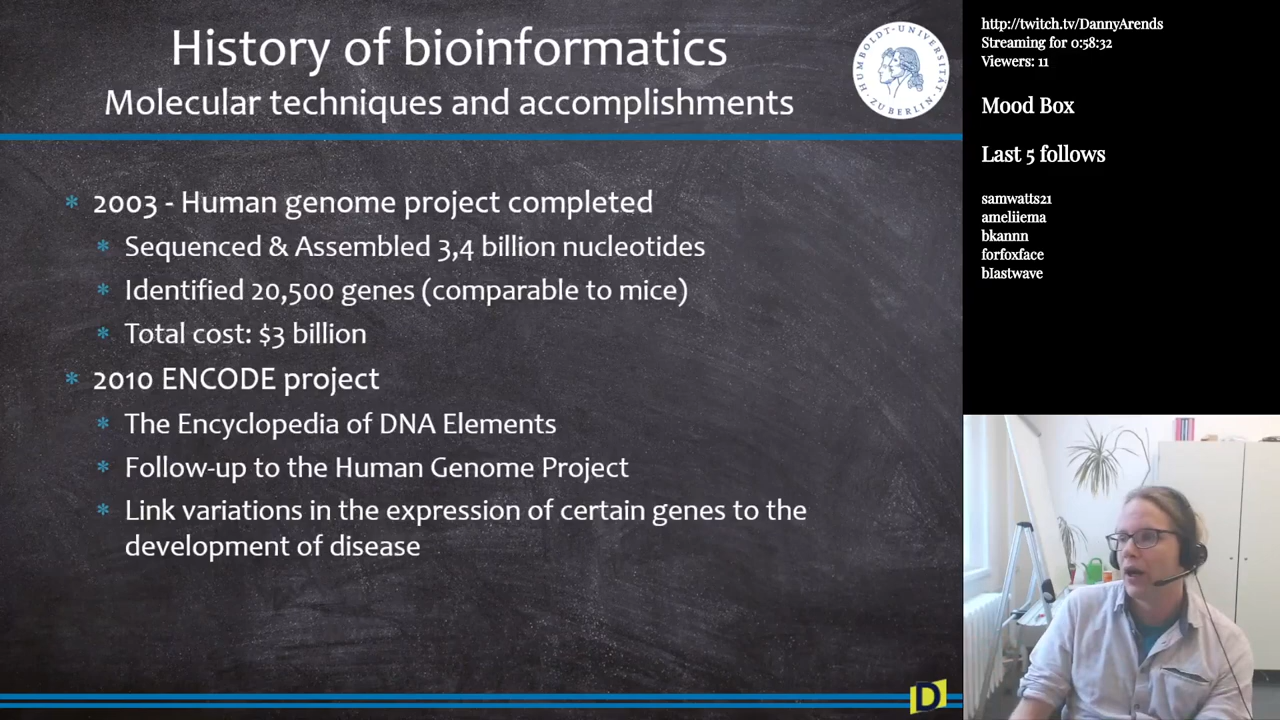 History of bioinformatics
Molecular techniques and accomplishments
HUMBOLDT-UNIVERSITÄT
ZU BERLIN
2003 - Human genome project completed
Sequenced & Assembled 3,4 billion nucleotides
Identified 20,500 genes (comparable to mice)
Total cost: $3 billion
2010 ENCODE project
The Encyclopedia of DNA Elements
Follow-up to the Human Genome Project
Link variations in the expression of certain genes to the
development of disease
D
http://twitch.tv/DannyArends
Streaming for 0:58:32
Viewers: 11
Mood Box
Last 5 follows
samwatts21
ameliiema
bkannn
forfoxface
blastwave